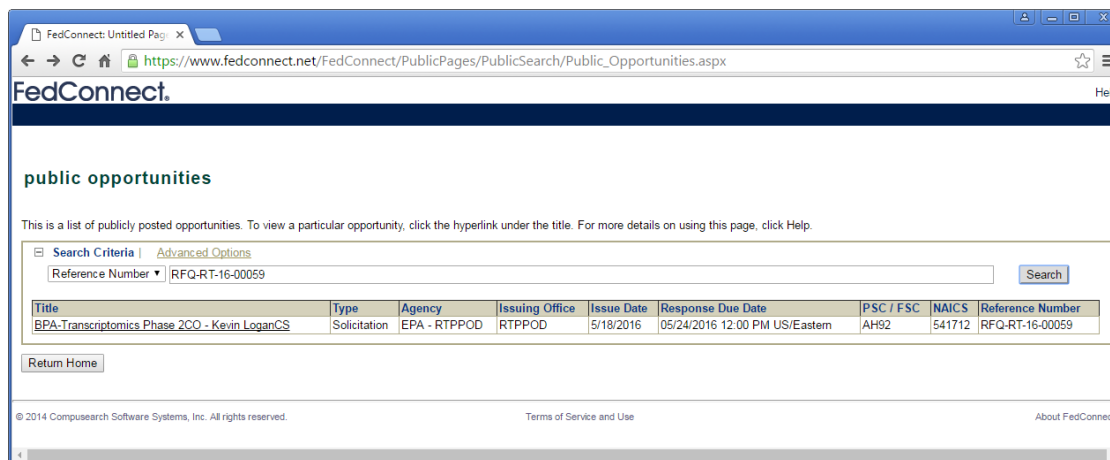 FedConnect: Untitled Pag
https://www.fedconnect.net/FedConnect/PublicPages/PublicSearch/Public_Opportunities.aspx
FedConnect.
He
public opportunities
This is a list of publicly posted opportunities. To view a particular opportunity, click the hyperlink under the title. For more details on using this page, click Help.
Search Criteria | Advanced Options
Reference Number RFQ-RT-16-00059 Search
Title Type Agency Issuing Office Issue Date Response Due Date PSC / FSC NAICS Reference Number
BPA-Transcriptomics Phase 2CO - Kevin LoganCS Solicitation EPA - RTPPOD RTPPOD 5/18/2016 05/24/2016 12:00 PM US/Eastern AH92 541712 RFQ-RT-16-00059
Return Home
© 2014 Compusearch Software Systems, Inc. All rights reserved. Terms of Service and Use About FedConnec